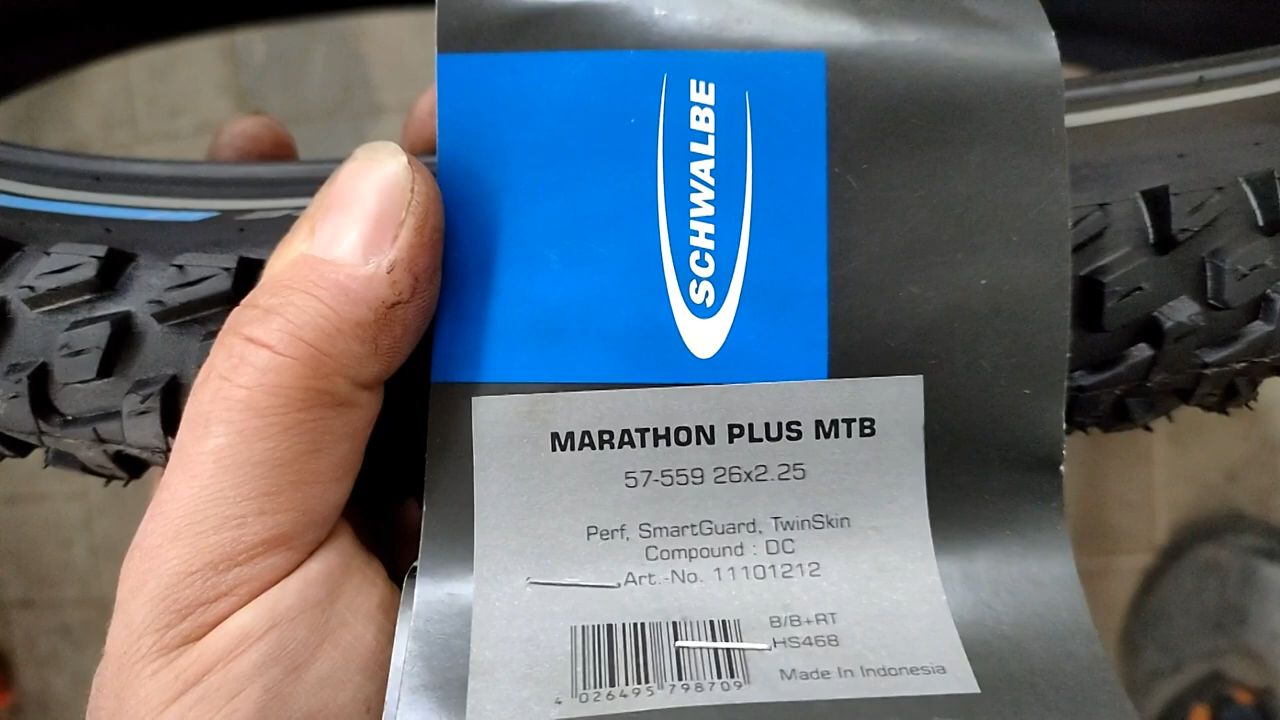 SCHWALBE
MARATHON PLUS MTB
57-559 26x2.25
Perf, SmartGuard, TwinSkin
Compound : DC
Art.-No. 11101212
B/B+RT
HS468
4 026495 798709
Made In Indonesia